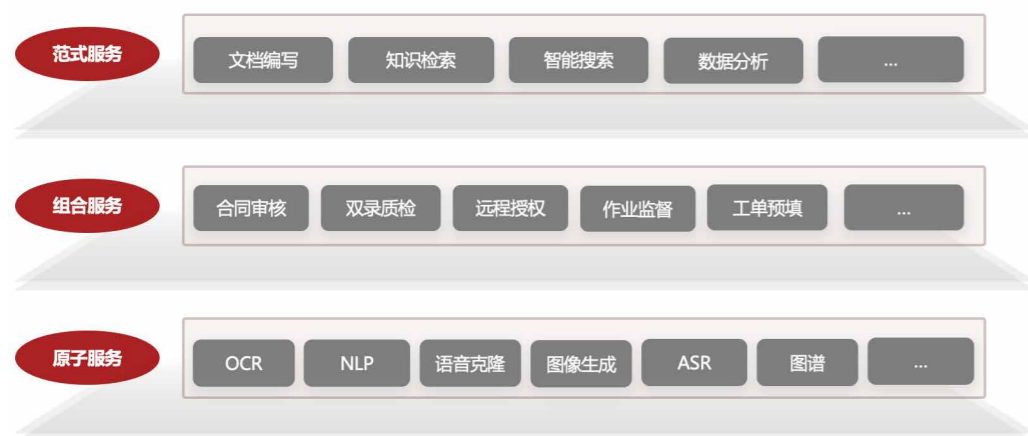 范式服务
文档编写 知识检索 智能搜索 数据分析 ...
组合服务
合同审核 双录质检 远程授权 作业监督 工单预填 ...
原子服务
OCR NLP 语音克隆 图像生成 ASR 图谱 ...